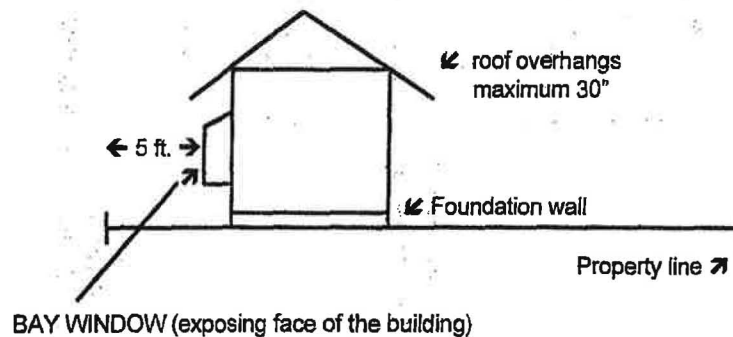 ↙ roof overhangs
maximum 30"
← 5 ft. →
↙ Foundation wall
Property line ↗
BAY WINDOW (exposing face of the building)